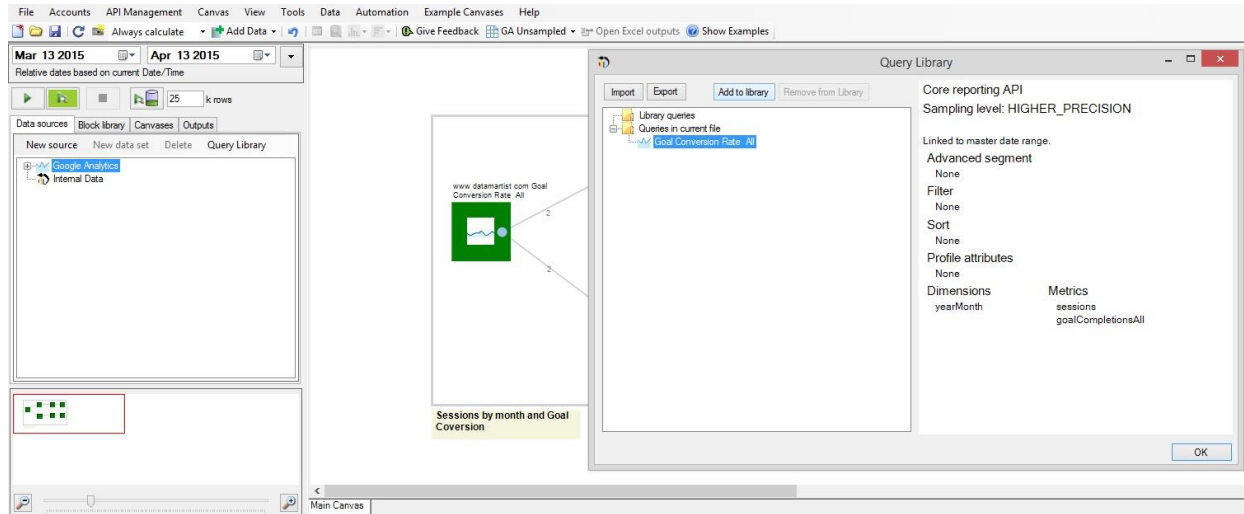 File Accounts API Management Canvas View Tools Data Automation Example Canvases Help
Always calculate Add Data Give Feedback GA Unsampled Open Excel outputs Show Examples
Mar 13 2015 Apr 13 2015
Relative dates based on current Date/Time
25 k rows
Data sources Block library Canvases Outputs
New source New data set Delete Query Library
Google Analytics
Internal Data
www datamartist com Goal
Conversion Rate All
2
2
Sessions by month and Goal
Coversion
Main Canvas
Query Library
Import Export Add to library Remove from Library
Library queries
Queries in current file
Goal Conversion Rate All
Core reporting API
Sampling level: HIGHER_PRECISION
Linked to master date range.
Advanced segment
None
Filter
None
Sort
None
Profile attributes
None
Dimensions Metrics
yearMonth sessions
goalCompletionsAll
OK